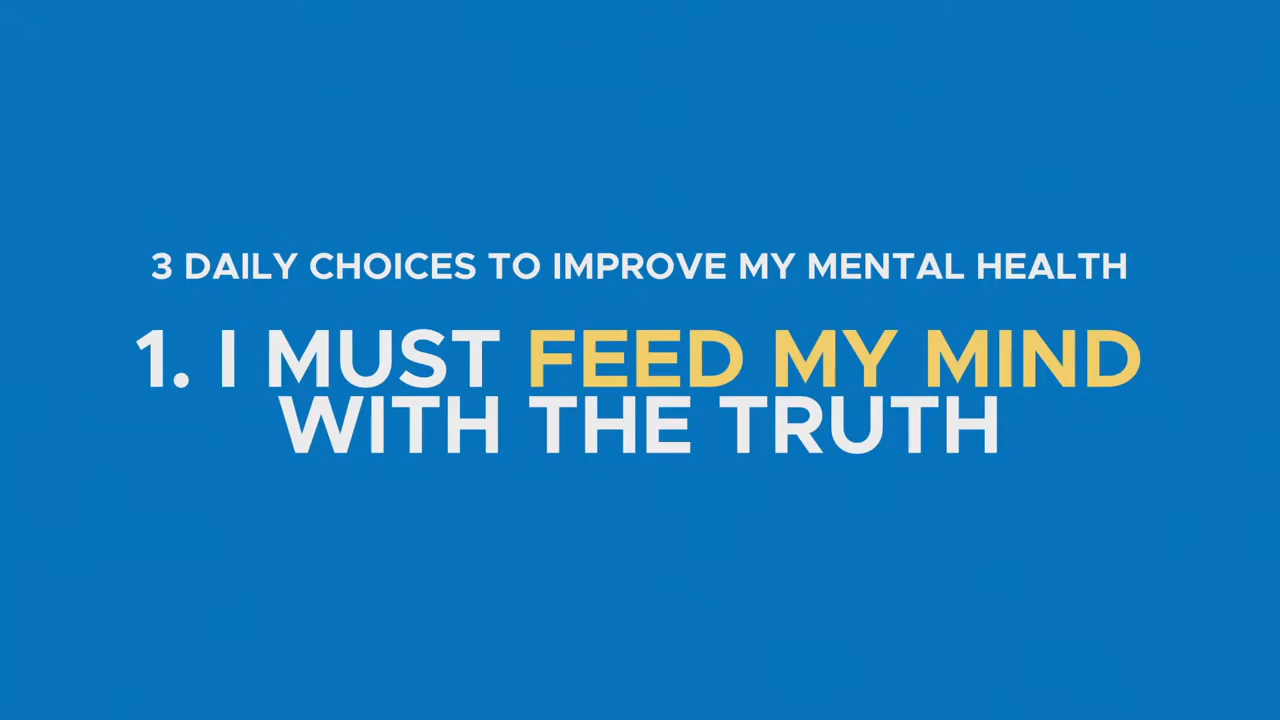 3 DAILY CHOICES TO IMPROVE MY MENTAL HEALTH
1. I MUST FEED MY MIND
WITH THE TRUTH